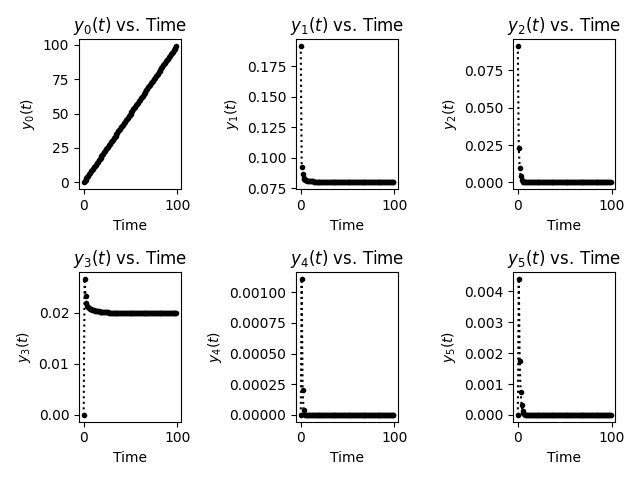 y₀(t) vs. Time y₁(t) vs. Time y₂(t) vs. Time
100
75
50
25
0
y₀(t)
0 100
Time
0.175
0.150
0.125
0.100
0.075
y₁(t)
0 100
Time
0.075
0.050
0.025
0.000
y₂(t)
0 100
Time
y₃(t) vs. Time y₄(t) vs. Time y₅(t) vs. Time
0.02
0.01
0.00
y₃(t)
0 100
Time
0.00100
0.00075
0.00050
0.00025
0.00000
y₄(t)
0 100
Time
0.004
0.003
0.002
0.001
0.000
y₅(t)
0 100
Time